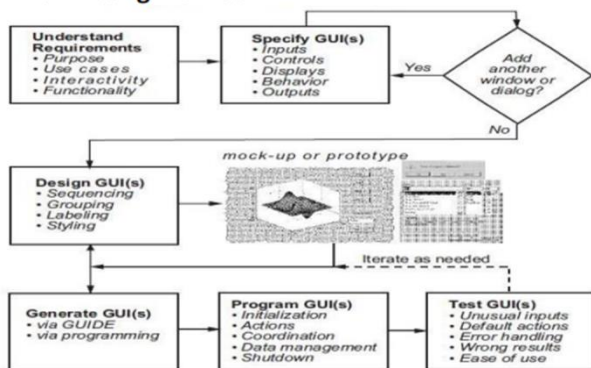 Understand
Requirements
• Purpose
• Use cases
• Interactivity
• Functionality
Specify GUI(s)
• Inputs
• Controls
• Displays
• Behavior
• Outputs
Add
another
window or
dialog?
Yes
No
Design GUI(s)
• Sequencing
• Grouping
• Labeling
• Styling
mock-up or prototype
Iterate as needed
Generate GUI(s)
• via GUIDE
• via programming
Program GUI(s)
• Initialization
• Actions
• Coordination
• Data management
• Shutdown
Test GUI(s)
• Unusual inputs
• Default actions
• Error handling
• Wrong results
• Ease of use